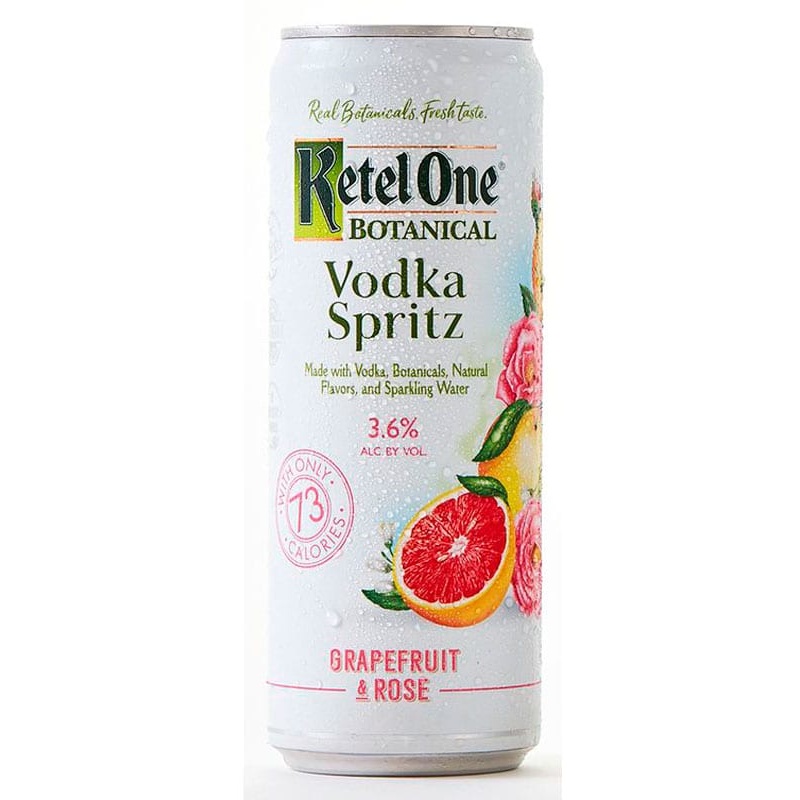 Real Botanicals. Fresh taste.
Ketel One®
BOTANICAL
Vodka
Spritz
Made with Vodka, Botanicals, Natural
Flavors, and Sparkling Water
3.6%
ALC. BY VOL.
WITH ONLY
73
CALORIES
GRAPEFRUIT
& ROSE